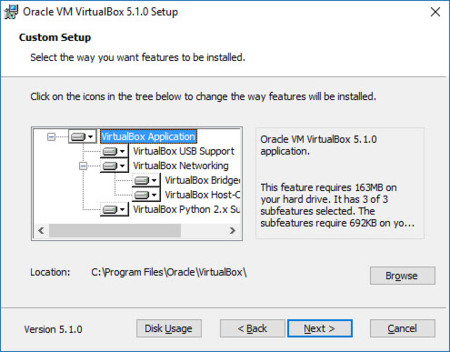 Oracle VM VirtualBox 5.1.0 Setup
Custom Setup
Select the way you want features to be installed.
Click on the icons in the tree below to change the way features will be installed.
VirtualBox Application
VirtualBox USB Support
VirtualBox Networking
VirtualBox Bridge
VirtualBox Host-C
VirtualBox Python 2.x Su
Oracle VM VirtualBox 5.1.0
application.
This feature requires 163MB on
your hard drive. It has 3 of 3
subfeatures selected. The
subfeatures require 692KB on yo...
Location:
C:\Program Files\Oracle\VirtualBox\
Browse
Version 5.1.0
Disk Usage
< Back
Next >
Cancel